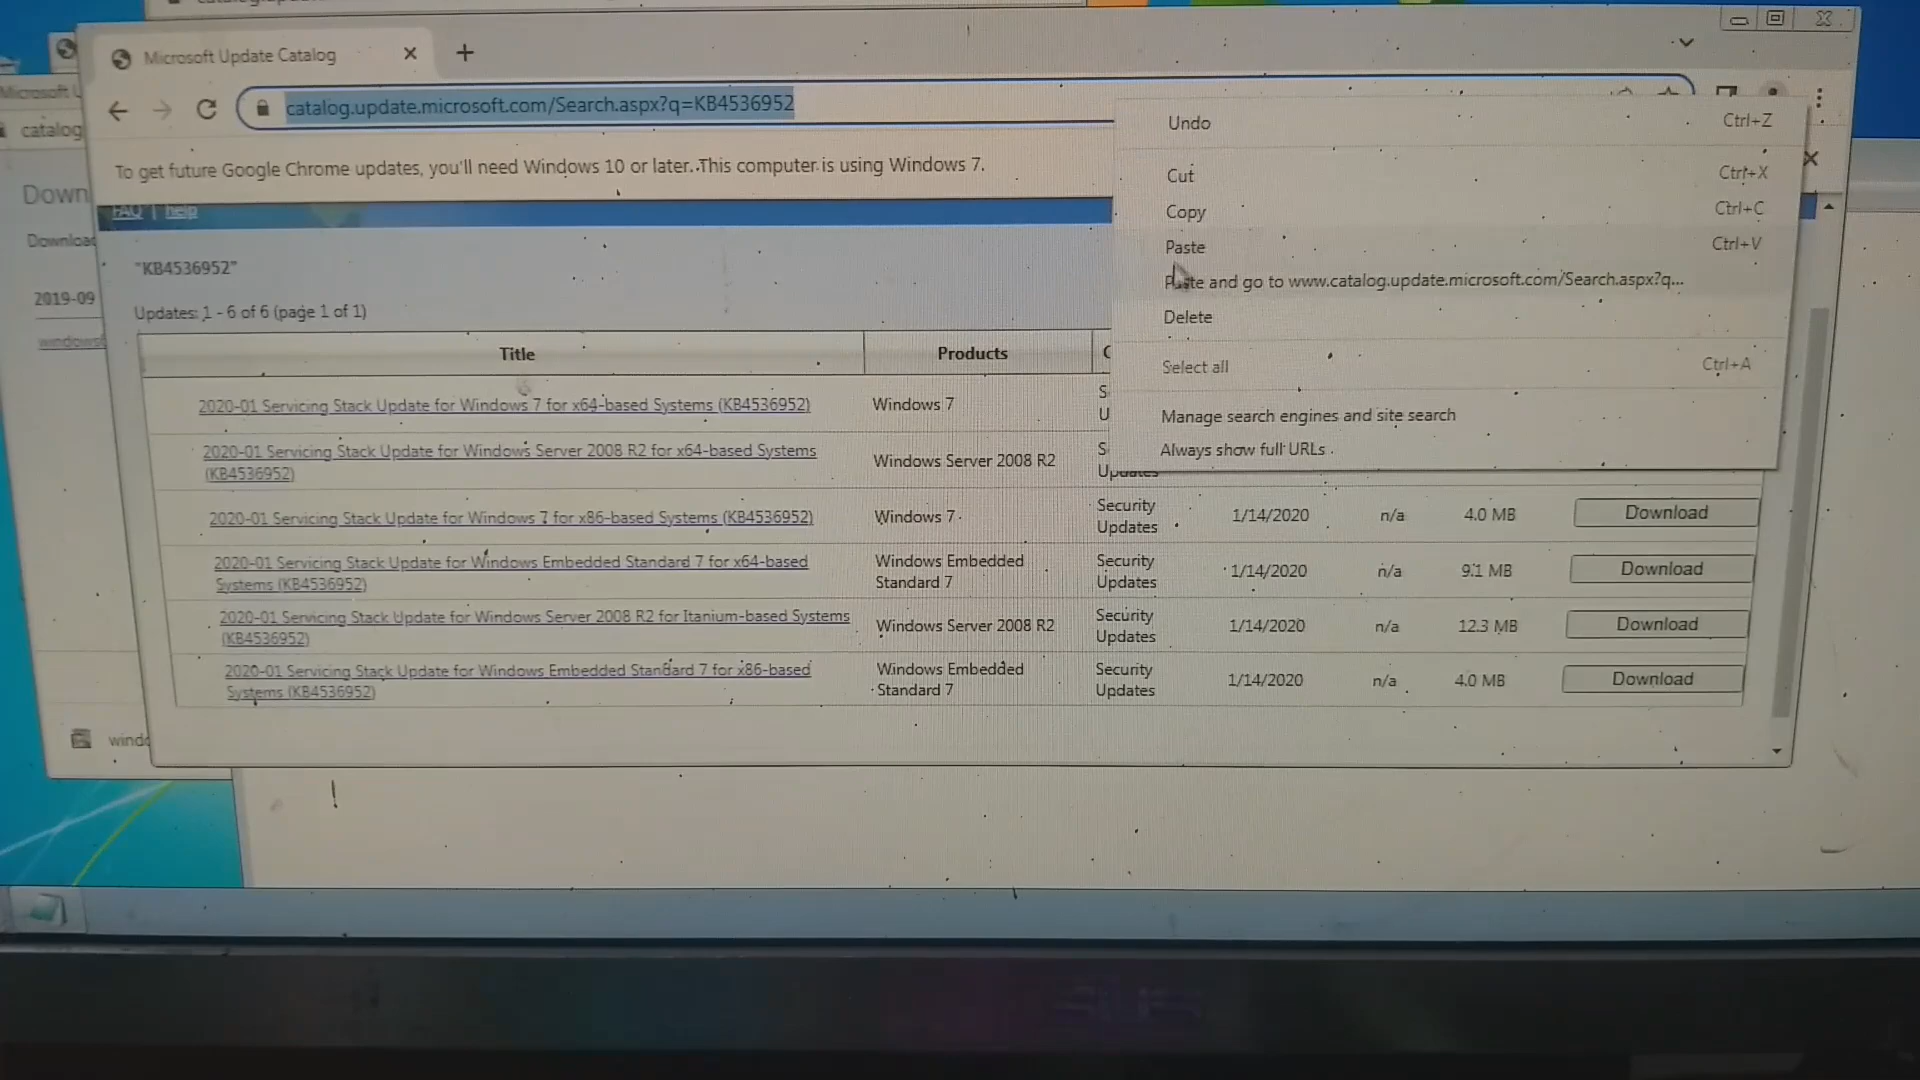 Microsoft Update Catalog
Microsoft U
catalog
catalog.update.microsoft.com/Search.aspx?q=KB4536952
To get future Google Chrome updates, you'll need Windows 10 or later. This computer is using Windows 7.
Undo Ctrl+Z
Cut Ctrl+X
Copy Ctrl+C
Paste Ctrl+V
Paste and go to www.catalog.update.microsoft.com/Search.aspx?q...
Delete
Select all Ctrl+A
Manage search engines and site search
Always show full URLs
Down
Download
2019-09
windows
FAQ | help
"KB4536952"
Updates: 1 - 6 of 6 (page 1 of 1)
Title Products
2020-01 Servicing Stack Update for Windows 7 for x64-based Systems (KB4536952) Windows 7
2020-01 Servicing Stack Update for Windows Server 2008 R2 for x64-based Systems
(KB4536952) Windows Server 2008 R2
Updates
2020-01 Servicing Stack Update for Windows 7 for x86-based Systems (KB4536952) Windows 7 Security Updates 1/14/2020 n/a 4.0 MB Download
2020-01 Servicing Stack Update for Windows Embedded Standard 7 for x64-based
Systems (KB4536952) Windows Embedded Standard 7 Security Updates 1/14/2020 n/a 9.1 MB Download
2020-01 Servicing Stack Update for Windows Server 2008 R2 for Itanium-based Systems
(KB4536952) Windows Server 2008 R2 Security Updates 1/14/2020 n/a 12.3 MB Download
2020-01 Servicing Stack Update for Windows Embedded Standard 7 for x86-based
Systems (KB4536952) Windows Embedded Standard 7 Security Updates 1/14/2020 n/a 4.0 MB Download
windo